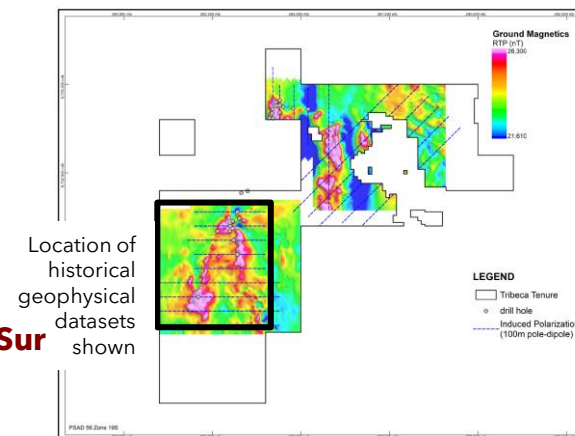 Ground Magnetics
RTP (nT)
26,300
21,610
Location of
historical
geophysical
datasets
shown
Sur
LEGEND
Tribeca Tenure
drill hole
Induced Polarizatio
(100m pole-dipole)
PSAD 56 Zone 19S